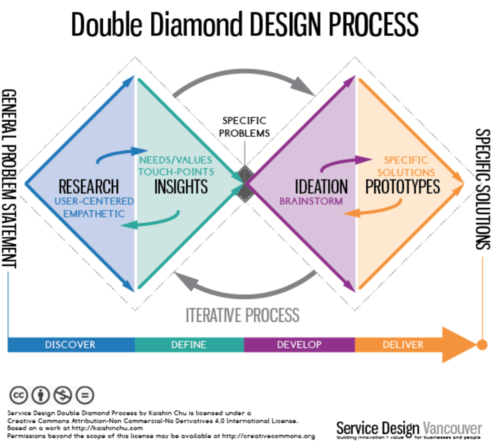 Double Diamond DESIGN PROCESS
GENERAL PROBLEM STATEMENT
SPECIFIC
PROBLEMS
NEEDS/VALUES
TOUCH-POINTS
RESEARCH
INSIGHTS
USER-CENTERED
EMPATHETIC
SPECIFIC
SOLUTIONS
IDEATION
PROTOTYPES
BRAINSTORM
SPECIFIC SOLUTIONS
ITERATIVE PROCESS
DISCOVER
DEFINE
DEVELOP
DELIVER
cc
Service Design Double Diamond Process by Kaishin Chu is licensed under a
Creative Commons Attribution-Non Commercial-No Derivatives 4.0 International License.
Based on a work at http://kaishinchu.com
Permissions beyond the scope of this license may be available at http://creativecommons.org
Service Design Vancouver
building innovation + value for businesses and people